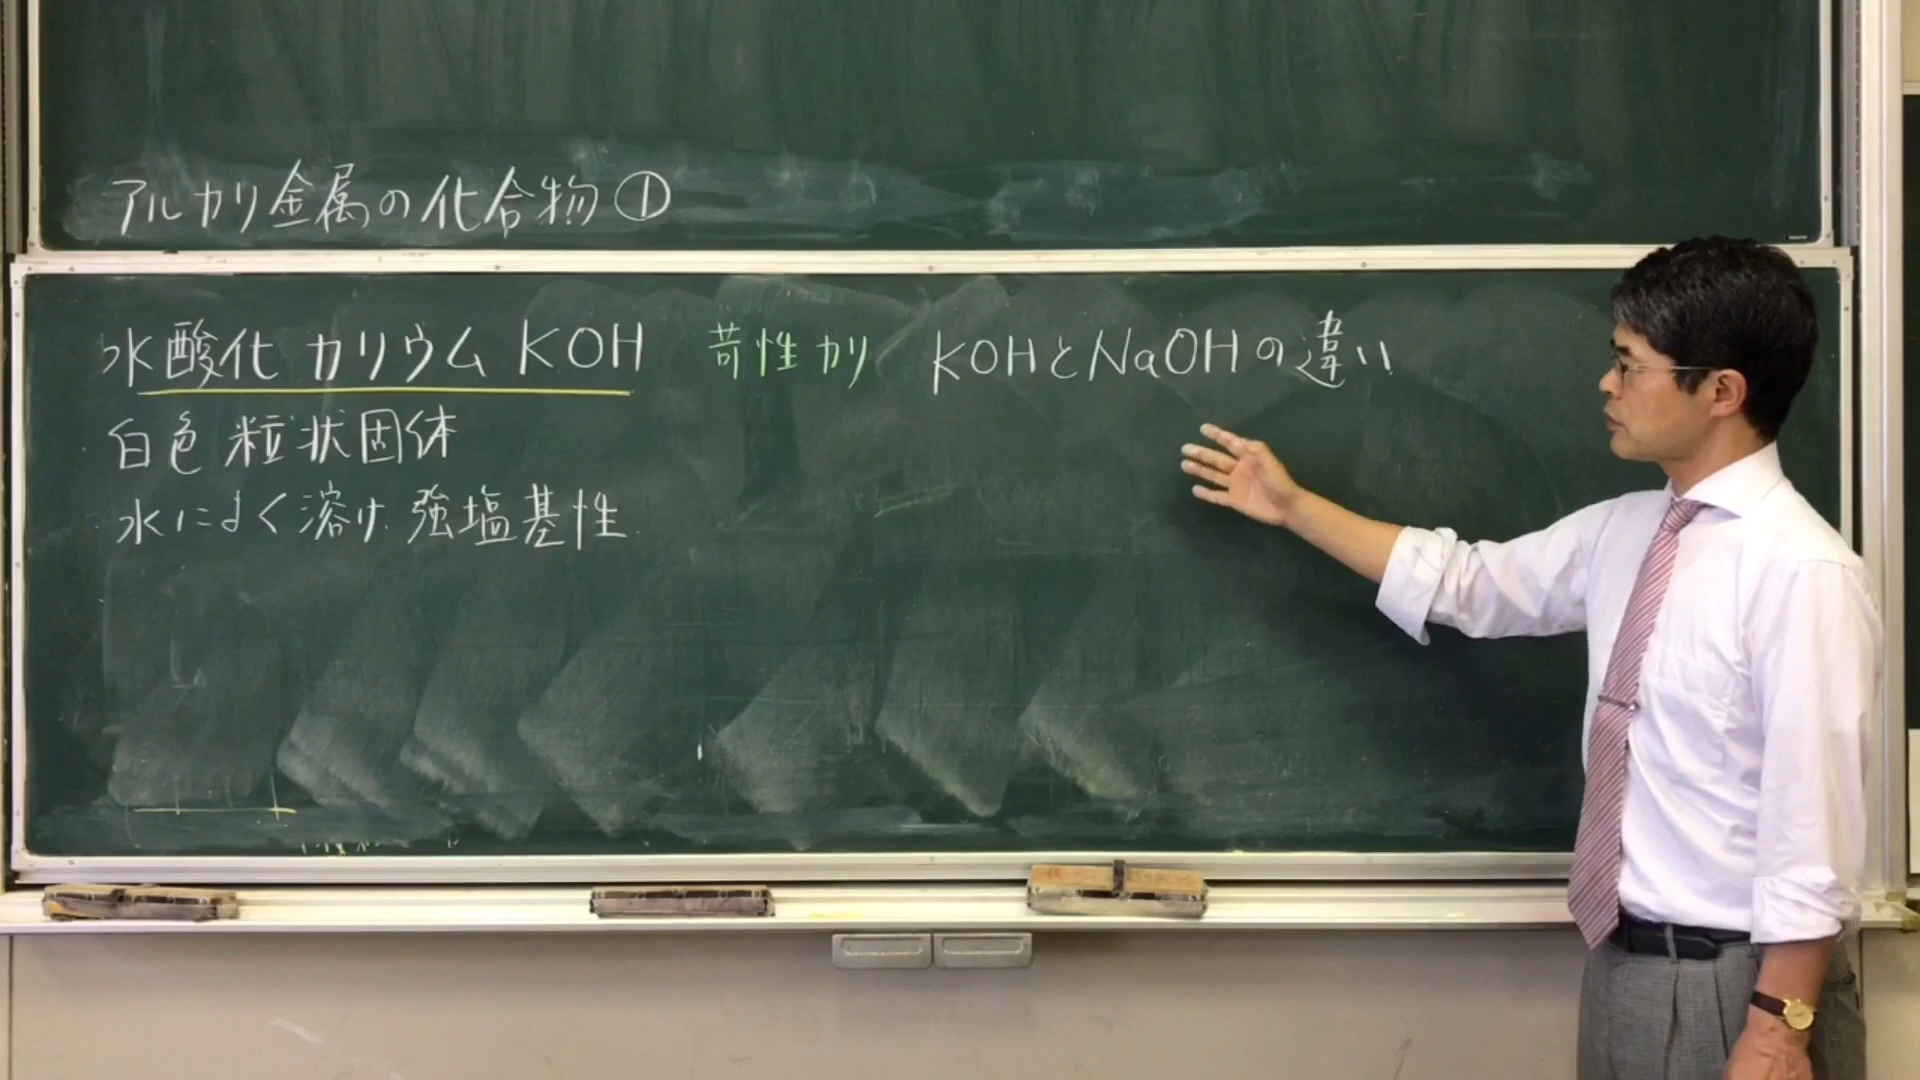 アルカリ金属の化合物①
水酸化カリウム KOH 苛性カリ KOHとNaOHの違い
白色 粒状固体
水によく溶け 強塩基性